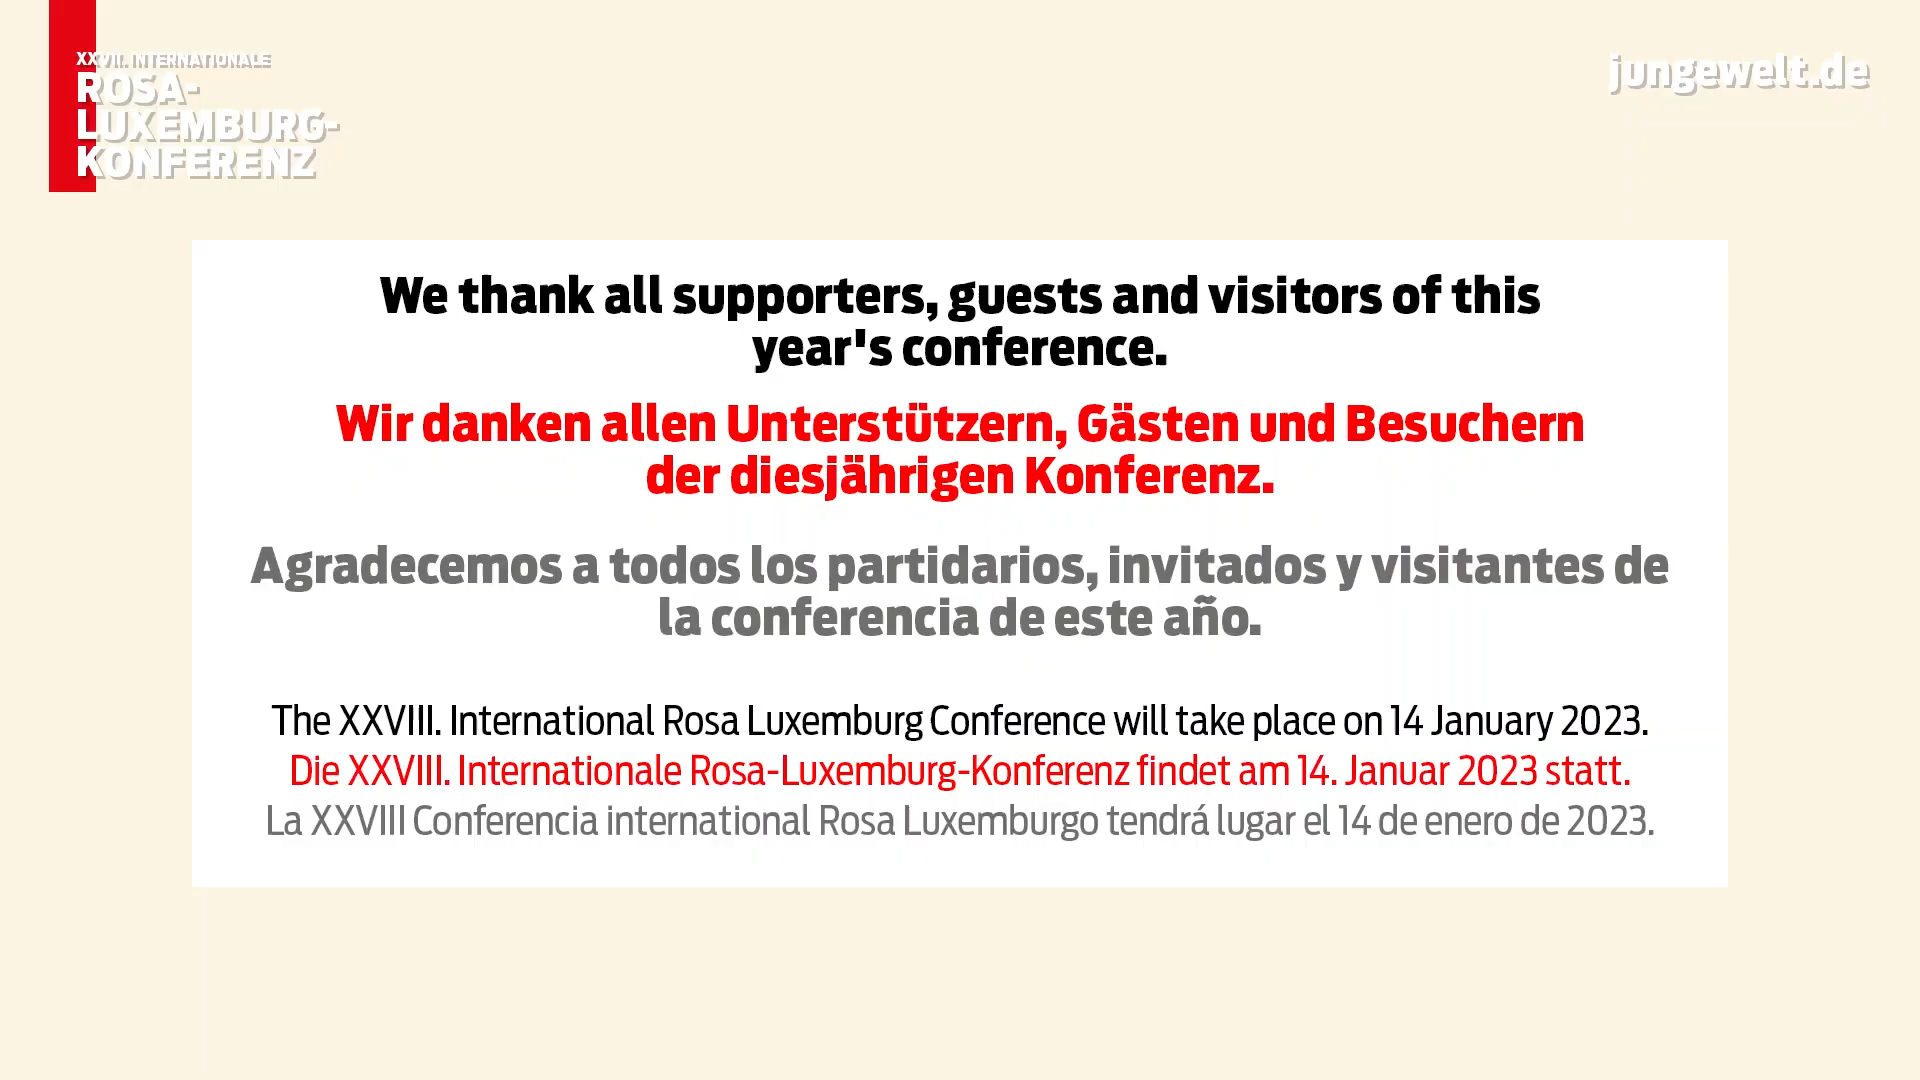 XXVII. INTERNATIONALE
ROSA-
LUXEMBURG-
KONFERENZ
jungewelt.de
We thank all supporters, guests and visitors of this
year's conference.
Wir danken allen Unterstützern, Gästen und Besuchern
der diesjährigen Konferenz.
Agradecemos a todos los partidarios, invitados y visitantes de
la conferencia de este año.
The XXVIII. International Rosa Luxemburg Conference will take place on 14 January 2023.
Die XXVIII. Internationale Rosa-Luxemburg-Konferenz findet am 14. Januar 2023 statt.
La XXVIII Conferencia international Rosa Luxemburgo tendrá lugar el 14 de enero de 2023.